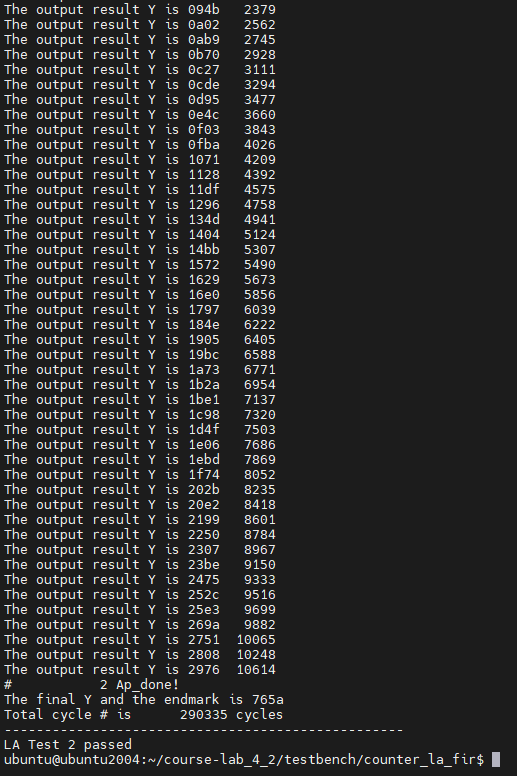 The output result Y is 094b   2379
The output result Y is 0a02   2562
The output result Y is 0ab9   2745
The output result Y is 0b70   2928
The output result Y is 0c27   3111
The output result Y is 0cde   3294
The output result Y is 0d95   3477
The output result Y is 0e4c   3660
The output result Y is 0f03   3843
The output result Y is 0fba   4026
The output result Y is 1071   4209
The output result Y is 1128   4392
The output result Y is 11df   4575
The output result Y is 1296   4758
The output result Y is 134d   4941
The output result Y is 1404   5124
The output result Y is 14bb   5307
The output result Y is 1572   5490
The output result Y is 1629   5673
The output result Y is 16e0   5856
The output result Y is 1797   6039
The output result Y is 184e   6222
The output result Y is 1905   6405
The output result Y is 19bc   6588
The output result Y is 1a73   6771
The output result Y is 1b2a   6954
The output result Y is 1be1   7137
The output result Y is 1c98   7320
The output result Y is 1d4f   7503
The output result Y is 1e06   7686
The output result Y is 1ebd   7869
The output result Y is 1f74   8052
The output result Y is 202b   8235
The output result Y is 20e2   8418
The output result Y is 2199   8601
The output result Y is 2250   8784
The output result Y is 2307   8967
The output result Y is 23be   9150
The output result Y is 2475   9333
The output result Y is 252c   9516
The output result Y is 25e3   9699
The output result Y is 269a   9882
The output result Y is 2751  10065
The output result Y is 2808  10248
The output result Y is 2976  10614
#           2 Ap_done!
The final Y and the endmark is 765a
Total cycle # is      290335 cycles
--------------------------------------------------
LA Test 2 passed
ubuntu@ubuntu2004:~/course-lab_4_2/testbench/counter_la_fir$